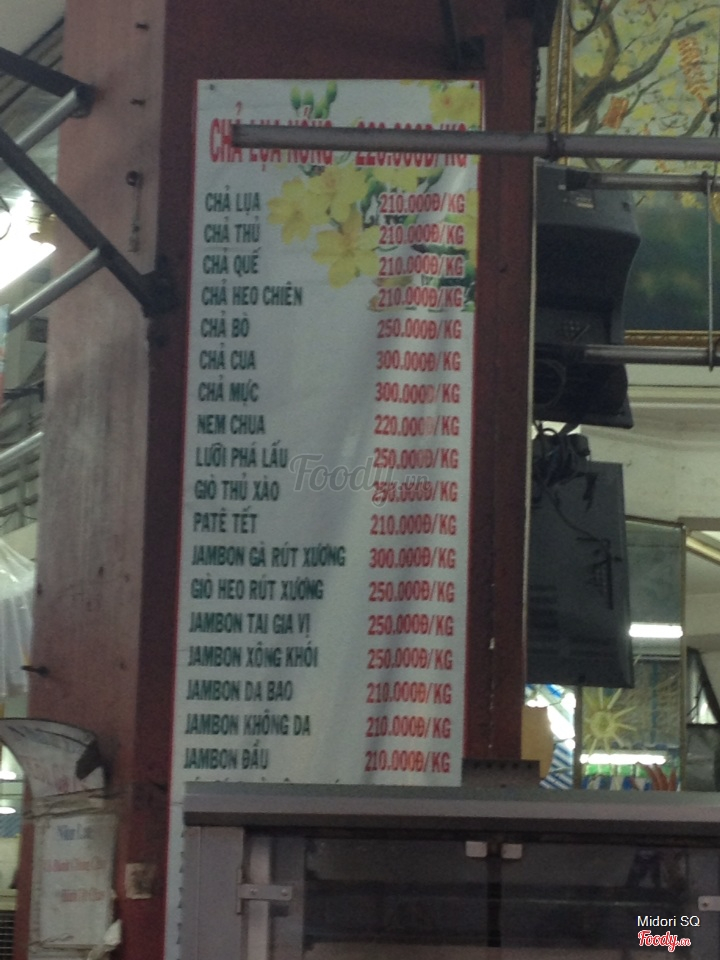 CHẢ LỤA NÓNG 220.000Đ/KG
CHẢ LỤA 210.000Đ/KG
CHẢ THỦ 210.000Đ/KG
CHẢ QUẾ 210.000Đ/KG
CHẢ HEO CHIÊN 210.000Đ/KG
CHẢ BÒ 250.000Đ/KG
CHẢ CUA 300.000Đ/KG
CHẢ MỰC 300.000Đ/KG
NEM CHUA 220.000Đ/KG
LƯỠI PHÁ LẤU 250.000Đ/KG
GIÒ THỦ XÀO 250.000Đ/KG
PATÊ TẾT 210.000Đ/KG
JAMBON GÀ RÚT XƯƠNG 300.000Đ/KG
GIÒ HEO RÚT XƯƠNG 250.000Đ/KG
JAMBON TAI GIA VỊ 250.000Đ/KG
JAMBON XÔNG KHÓI 250.000Đ/KG
JAMBON DA BAO 210.000Đ/KG
JAMBON KHÔNG DA 210.000Đ/KG
JAMBON ĐẦU 210.000Đ/KG
Foody.vn
Midori SQ
Foody.vn